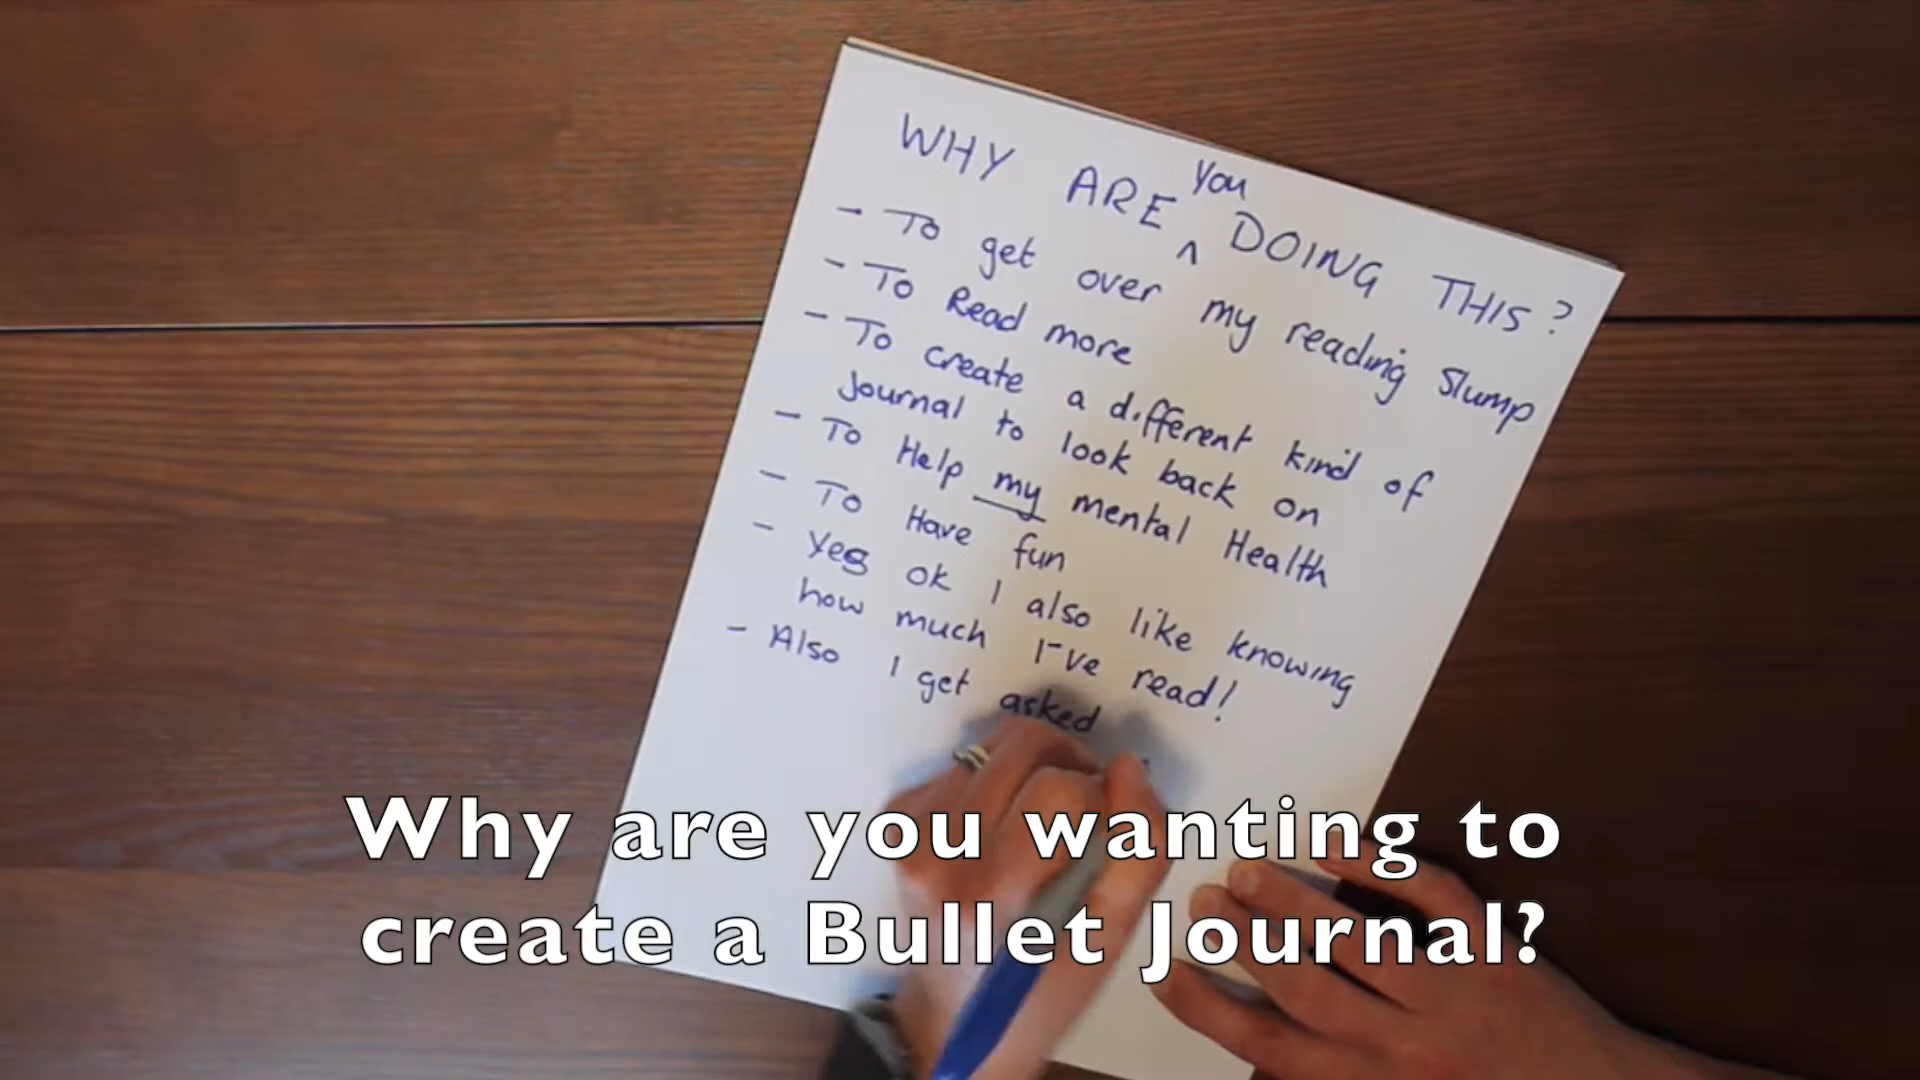 WHY ARE you DOING THIS?
- To get over my reading slump
- To Read more
- To create a different kind of
Journal to look back on
- To Help my mental Health
- To Have fun
- Yes ok I also like knowing
how much I've read!
- Also I get asked
Why are you wanting to
create a Bullet Journal?